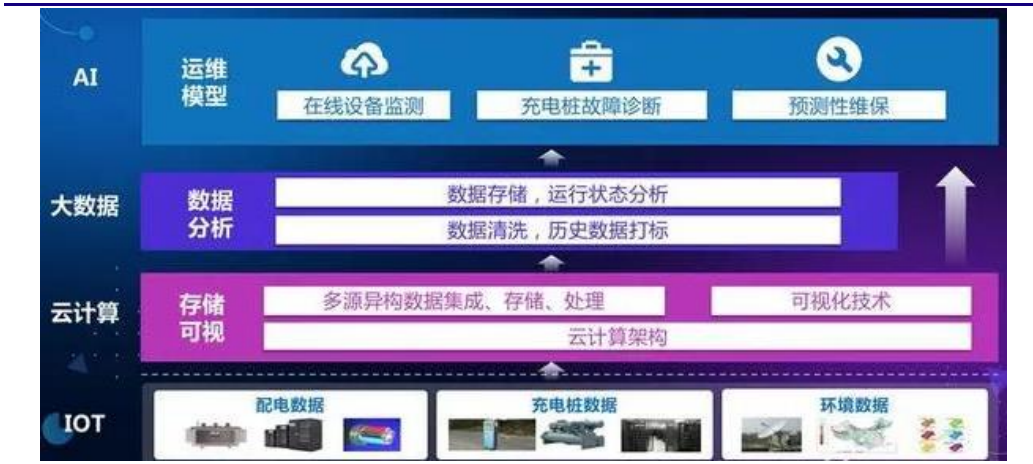 AI
运维
模型
在线设备监测
充电桩故障诊断
预测性维保
大数据
数据
分析
数据存储，运行状态分析
数据清洗，历史数据打标
云计算
存储
可视
多源异构数据集成、存储、处理
可视化技术
云计算架构
IOT
配电数据
充电桩数据
环境数据